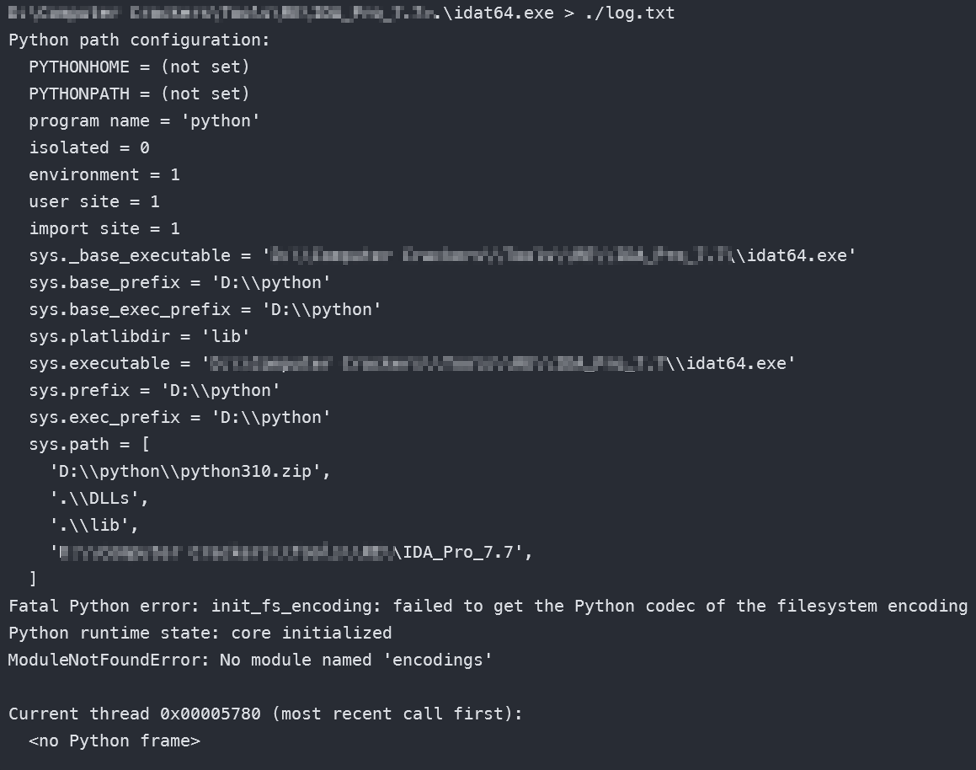 .\idat64.exe > ./log.txt
Python path configuration:
  PYTHONHOME = (not set)
  PYTHONPATH = (not set)
  program name = 'python'
  isolated = 0
  environment = 1
  user site = 1
  import site = 1
  sys._base_executable = '\\idat64.exe'
  sys.base_prefix = 'D:\\python'
  sys.base_exec_prefix = 'D:\\python'
  sys.platlibdir = 'lib'
  sys.executable = '\\idat64.exe'
  sys.prefix = 'D:\\python'
  sys.exec_prefix = 'D:\\python'
  sys.path = [
    'D:\\python\\python310.zip',
    '.\\DLLs',
    '.\\lib',
    '\IDA_Pro_7.7',
  ]
Fatal Python error: init_fs_encoding: failed to get the Python codec of the filesystem encoding
Python runtime state: core initialized
ModuleNotFoundError: No module named 'encodings'

Current thread 0x00005780 (most recent call first):
  <no Python frame>